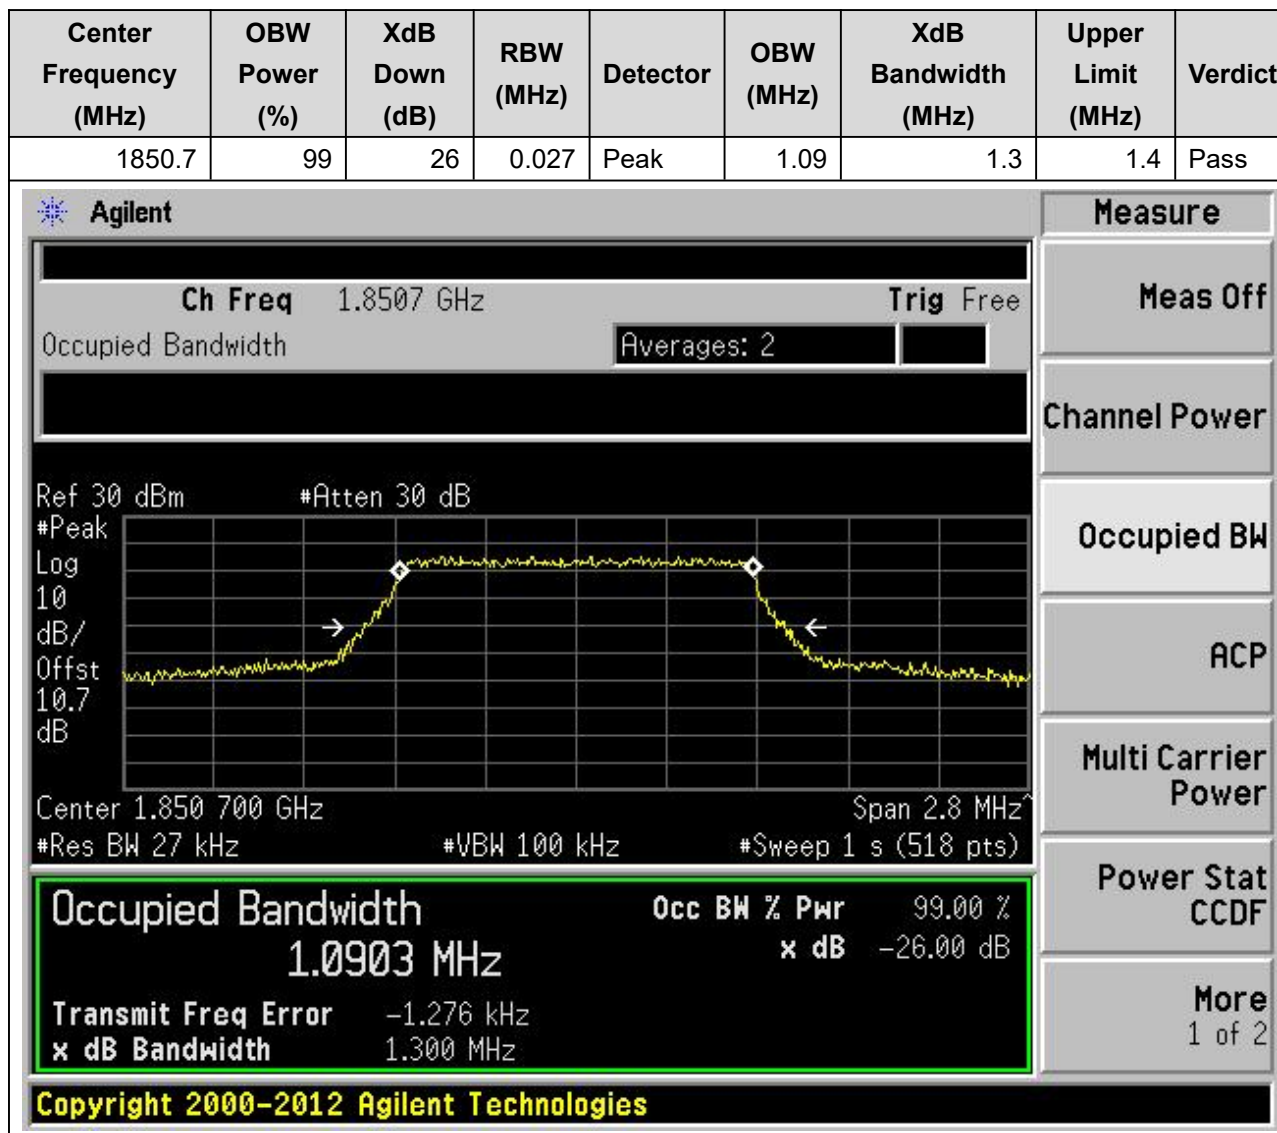 Center Frequency (MHz) | OBW Power (%) | XdB Down (dB) | RBW (MHz) | Detector | OBW (MHz) | XdB Bandwidth (MHz) | Upper Limit (MHz) | Verdict
1850.7 | 99 | 26 | 0.027 | Peak | 1.09 | 1.3 | 1.4 | Pass
Agilent
Measure
Ch Freq 1.8507 GHz Trig Free
Occupied Bandwidth Averages: 2
Meas Off
Channel Power
Occupied BW
ACP
Multi Carrier
Power
Power Stat
CCDF
More
1 of 2
Ref 30 dBm #Atten 30 dB
#Peak
Log
10
dB/
Offst
10.7
dB
Center 1.850 700 GHz Span 2.8 MHz^
#Res BW 27 kHz #VBW 100 kHz #Sweep 1 s (518 pts)
Occupied Bandwidth
1.0903 MHz
Occ BW % Pwr 99.00 %
x dB -26.00 dB
Transmit Freq Error -1.276 kHz
x dB Bandwidth 1.300 MHz
Copyright 2000-2012 Agilent Technologies